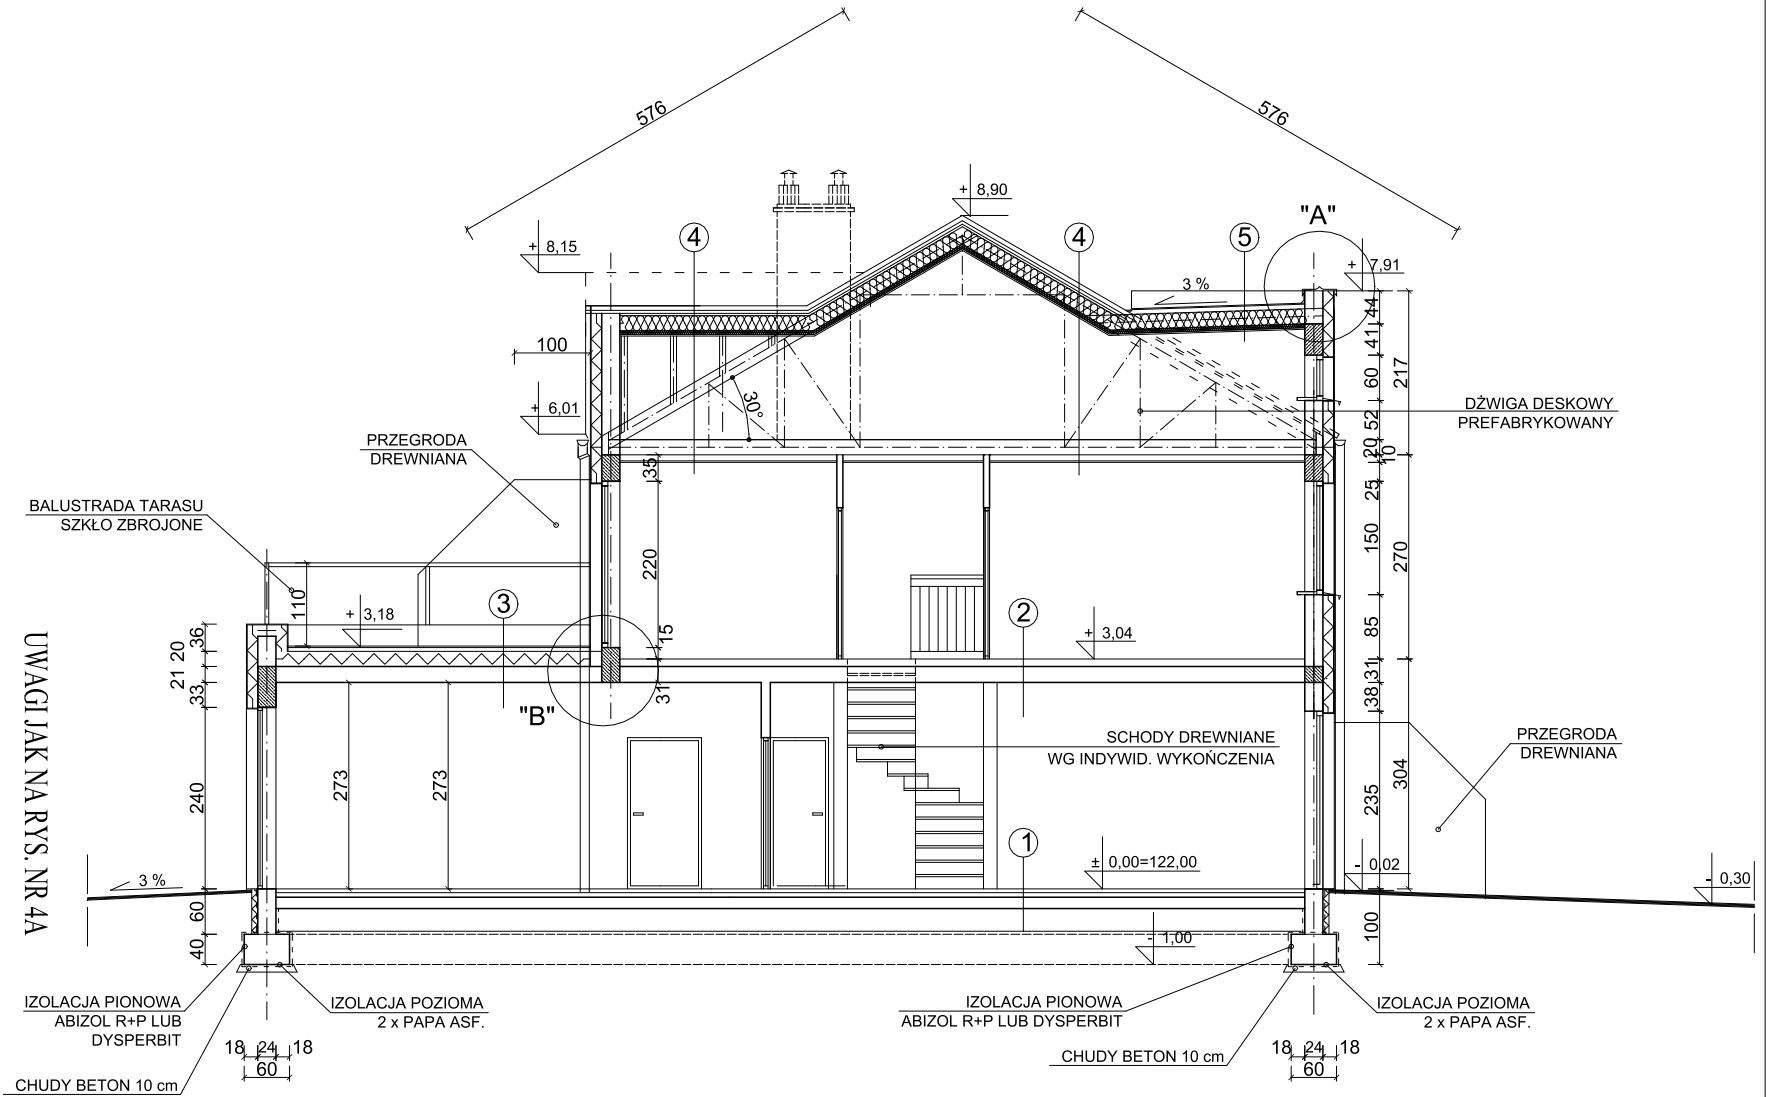 576
576
+ 8,90
"A"
4
4
5
+ 8,15
+ 7,91
3 %
44
41
100
60
217
30°
+ 6,01
DŹWIGA DESKOWY
PREFABRYKOWANY
52
PRZEGRODA
DREWNIANA
20
10
35
25
BALUSTRADA TARASU
SZKŁO ZBROJONE
150
270
220
110
3
2
+ 3,18
15
+ 3,04
85
36
20
21
33
31
31
38
"B"
UWAGI JAK NA RYS. NR 4A
SCHODY DREWNIANE
WG INDYWID. WYKOŃCZENIA
PRZEGRODA
DREWNIANA
240
273
273
235
304
1
± 0,00=122,00
- 0,02
3 %
- 0,30
60
40
100
- 1,00
IZOLACJA PIONOWA
ABIZOL R+P LUB
DYSPERBIT
IZOLACJA POZIOMA
2 x PAPA ASF.
IZOLACJA PIONOWA
ABIZOL R+P LUB DYSPERBIT
IZOLACJA POZIOMA
2 x PAPA ASF.
18 24 18
60
18 24 18
60
CHUDY BETON 10 cm
CHUDY BETON 10 cm